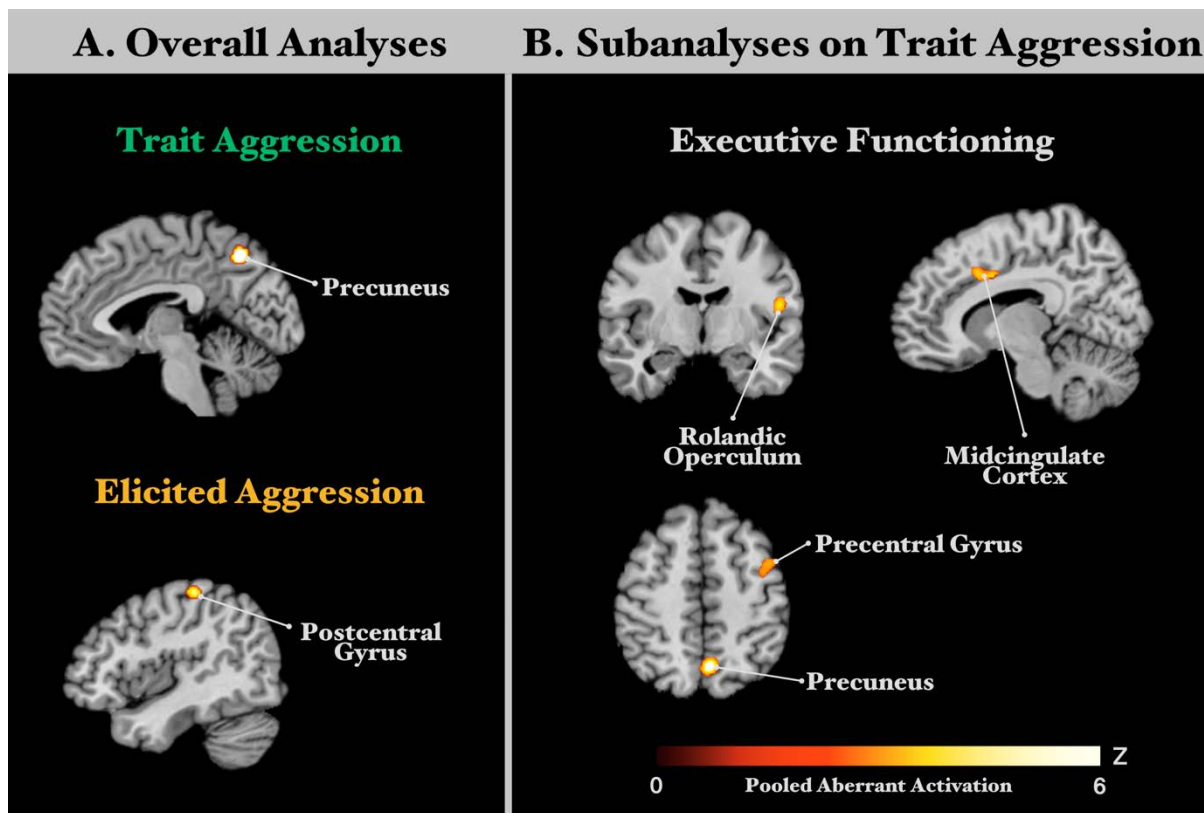 A. Overall Analyses
Trait Aggression
Precuneus
Elicited Aggression
Postcentral
Gyrus
B. Subanalyses on Trait Aggression
Executive Functioning
Rolandic
Operculum
Midcingulate
Cortex
Precentral Gyrus
Precuneus
Z
0 Pooled Aberrant Activation 6